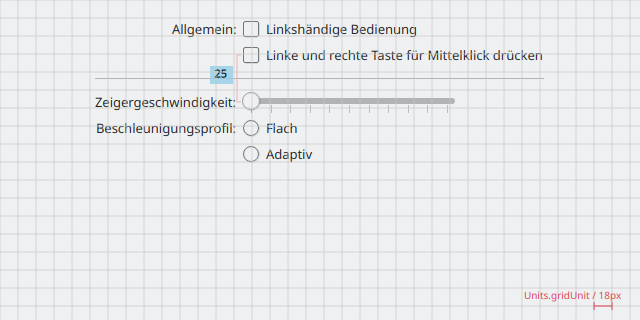 Allgemein: Linkshändige Bedienung
Linke und rechte Taste für Mittelklick drücken
25
Zeigergeschwindigkeit:
Beschleunigungsprofil: Flach
Adaptiv
Units.gridUnit / 18px